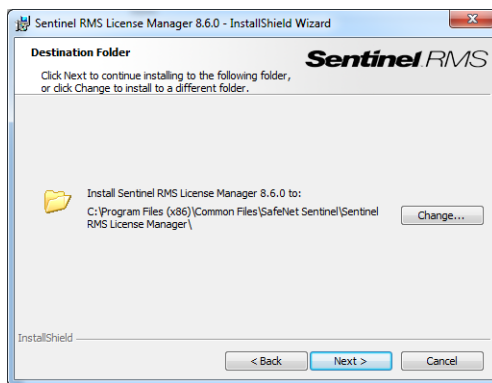 Sentinel RMS License Manager 8.6.0 - InstallShield Wizard
Destination Folder
Click Next to continue installing to the following folder,
or click Change to install to a different folder.
Sentinel RMS
Install Sentinel RMS License Manager 8.6.0 to:
C:\Program Files (x86)\Common Files\SafeNet Sentinel\Sentinel
RMS License Manager\
Change...
InstallShield
< Back
Next >
Cancel